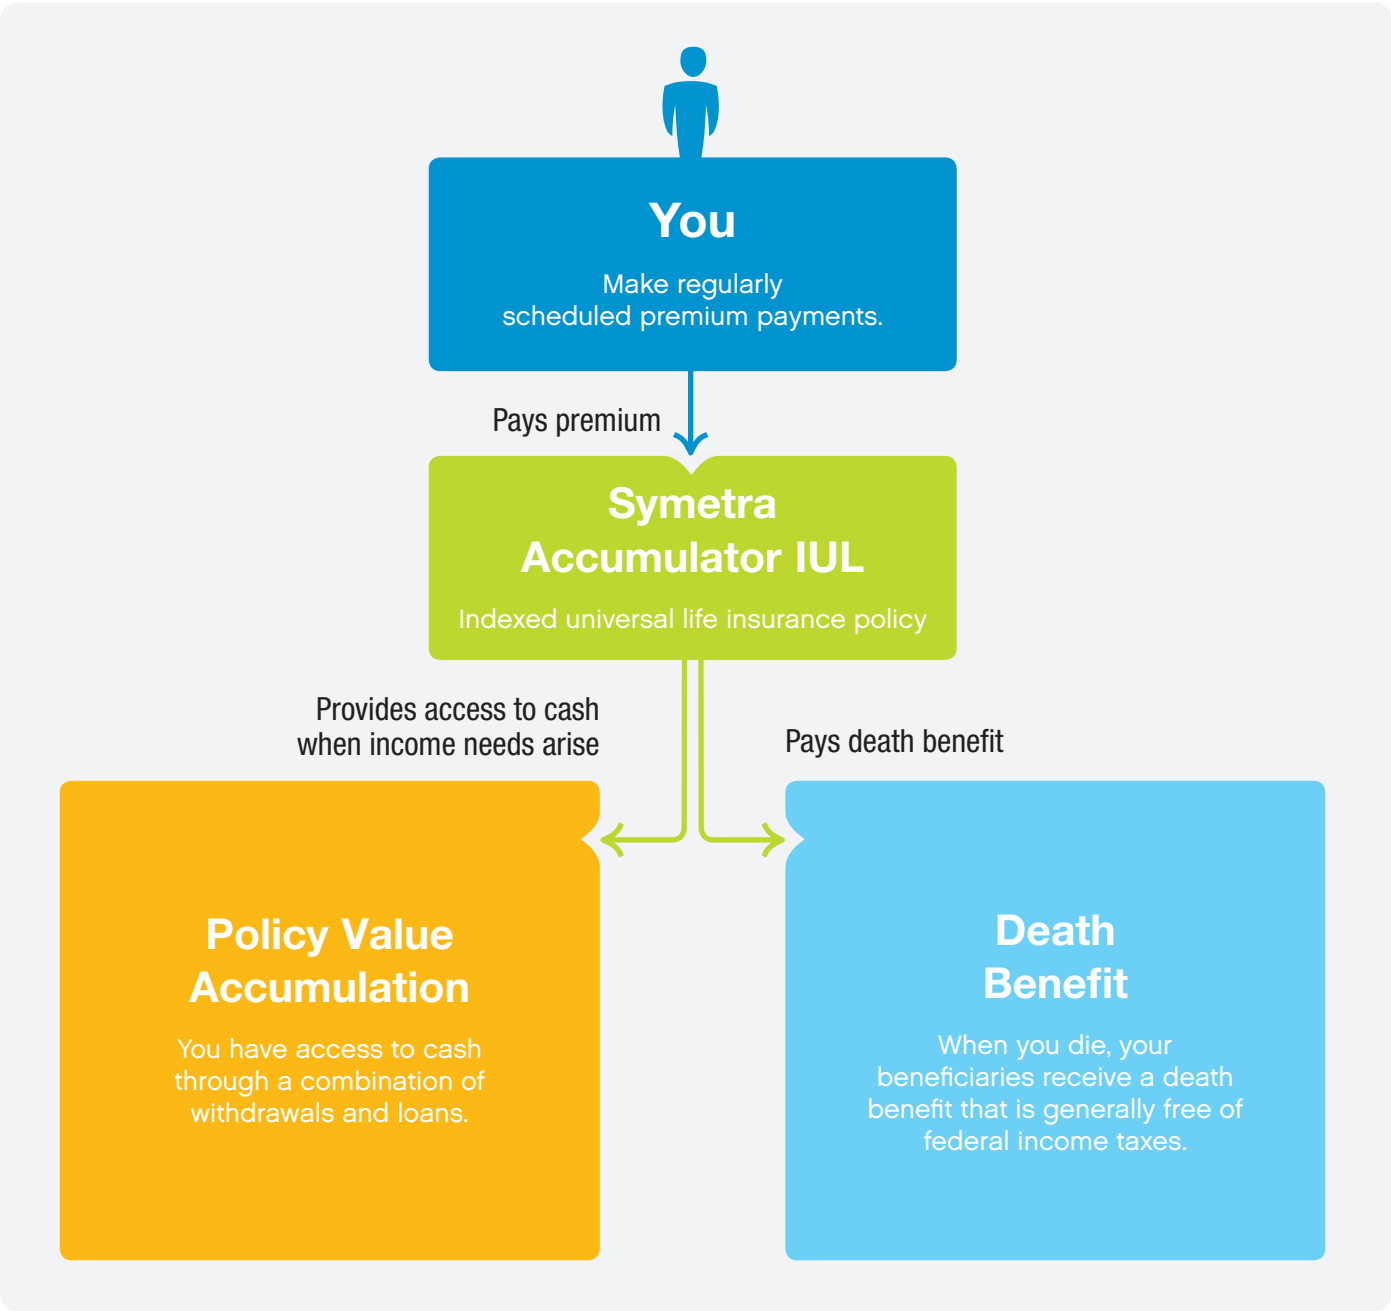 You
Make regularly
scheduled premium payments.
Pays premium
Symetra
Accumulator IUL
Indexed universal life insurance policy
Provides access to cash
when income needs arise
Pays death benefit
Policy Value
Accumulation
You have access to cash
through a combination of
withdrawals and loans.
Death
Benefit
When you die, your
beneficiaries receive a death
benefit that is generally free of
federal income taxes.